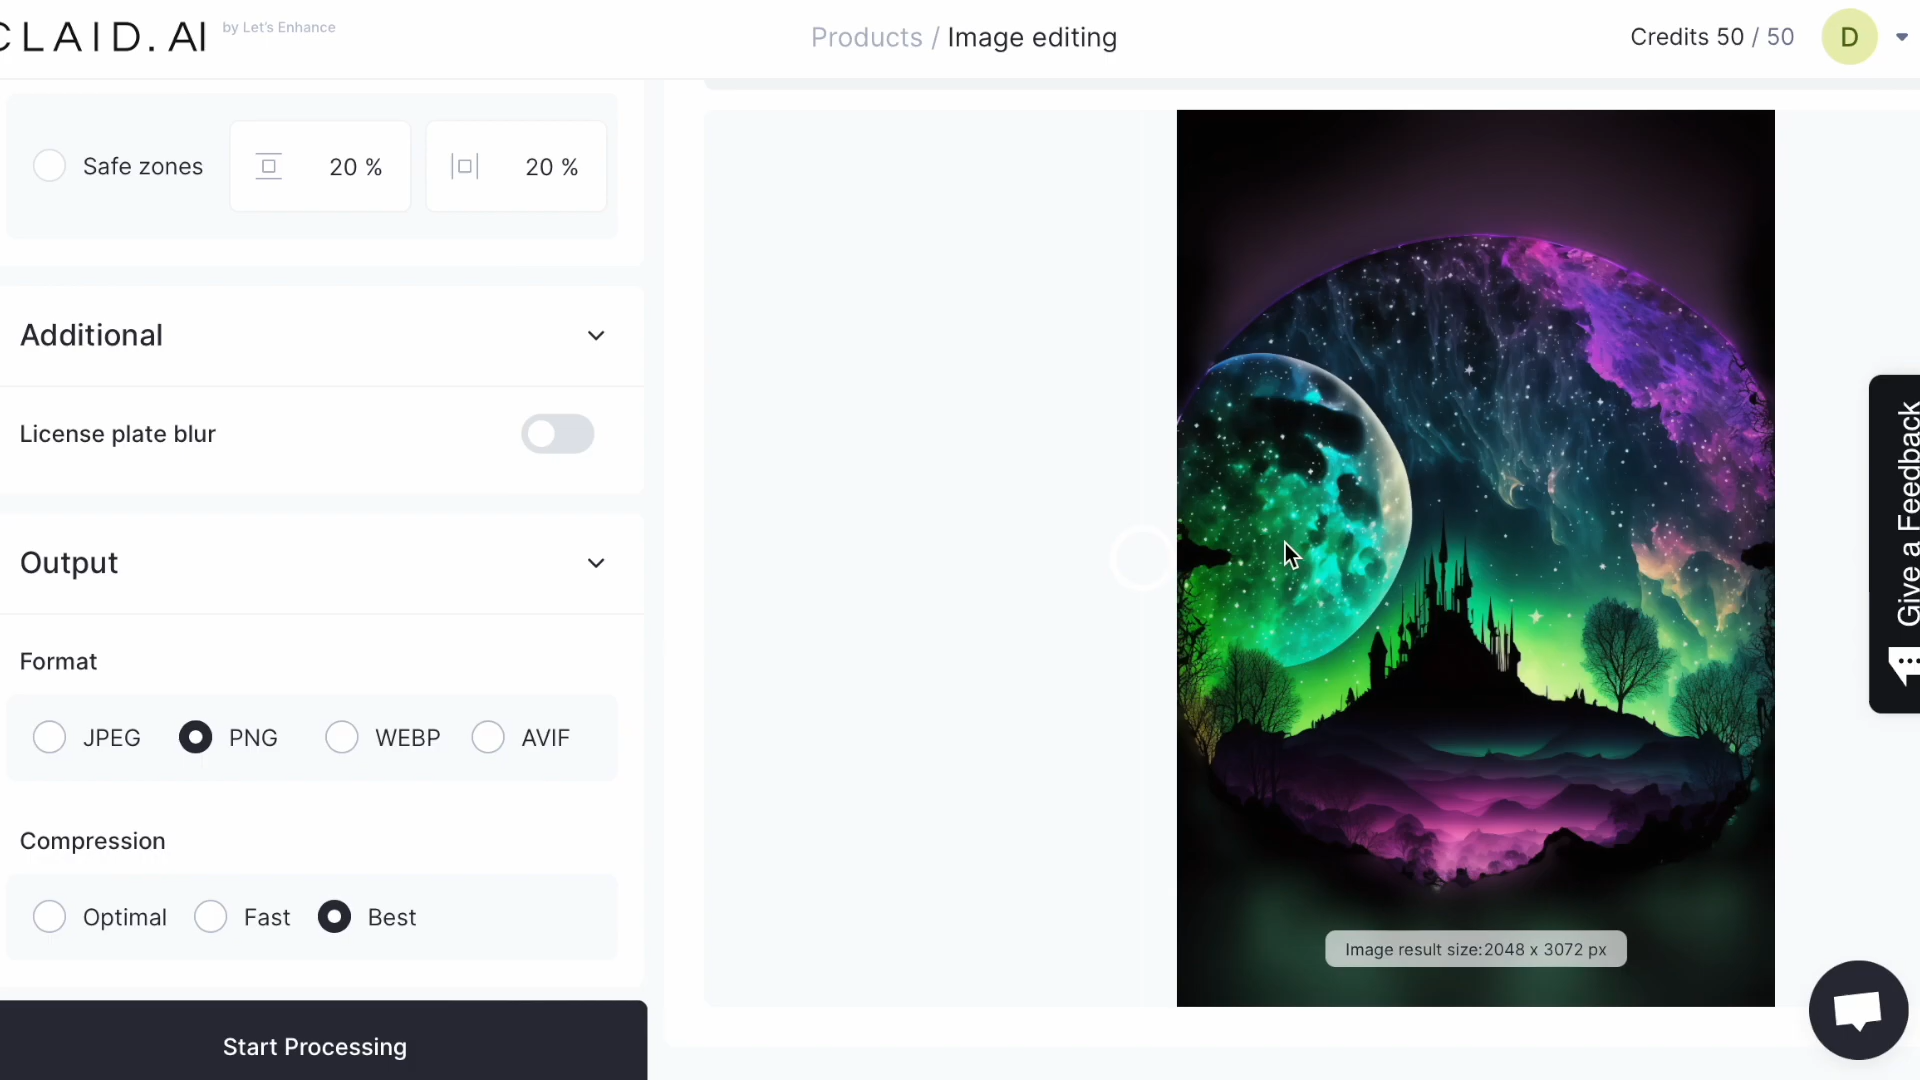 CLAID.AI by Let's Enhance
Products / Image editing
Credits 50 / 50
D
Safe zones 20 % 20 %
Additional
License plate blur
Output
Format
JPEG PNG WEBP AVIF
Compression
Optimal Fast Best
Start Processing
Image result size:2048 x 3072 px
Give a Feedback